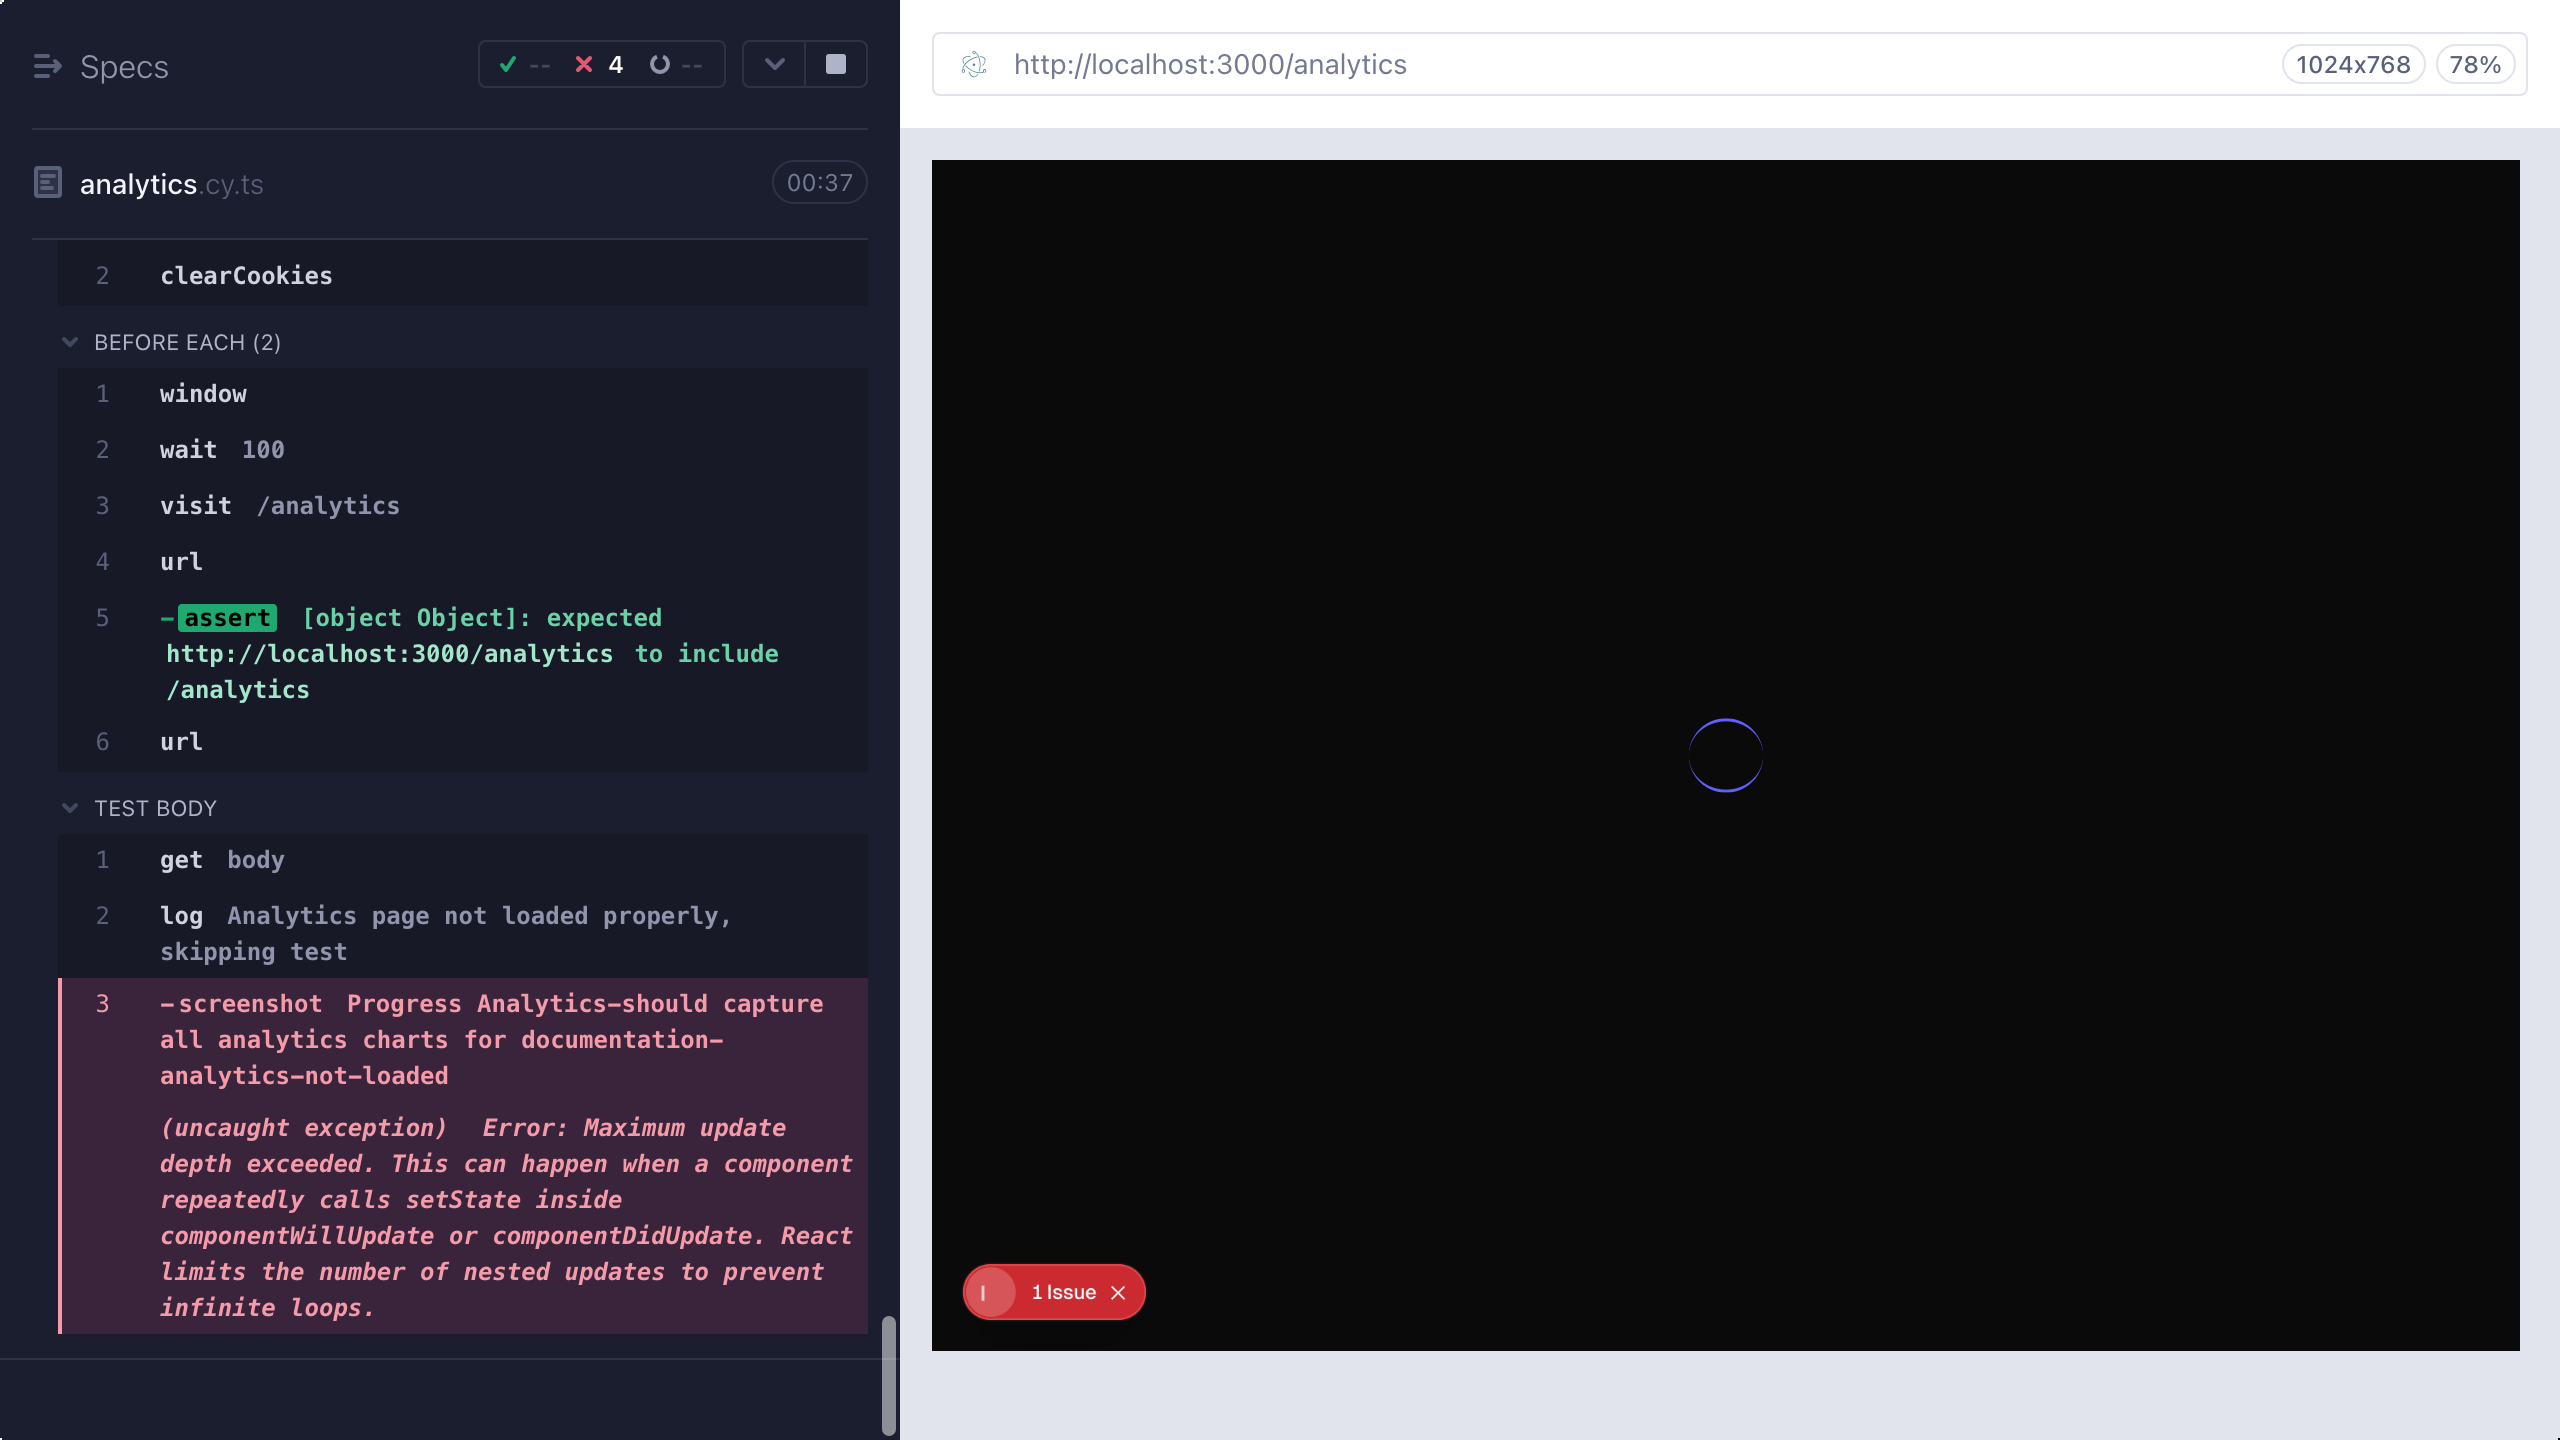 Specs
-- 4 --
analytics.cy.ts
00:37
2 clearCookies
BEFORE EACH (2)
1 window
2 wait 100
3 visit /analytics
4 url
5 -assert [object Object]: expected
http://localhost:3000/analytics to include
/analytics
6 url
TEST BODY
1 get body
2 log Analytics page not loaded properly,
skipping test
3 -screenshot Progress Analytics-should capture
all analytics charts for documentation-
analytics-not-loaded
(uncaught exception) Error: Maximum update
depth exceeded. This can happen when a component
repeatedly calls setState inside
componentWillUpdate or componentDidUpdate. React
limits the number of nested updates to prevent
infinite loops.
http://localhost:3000/analytics
1024x768
78%
1 Issue